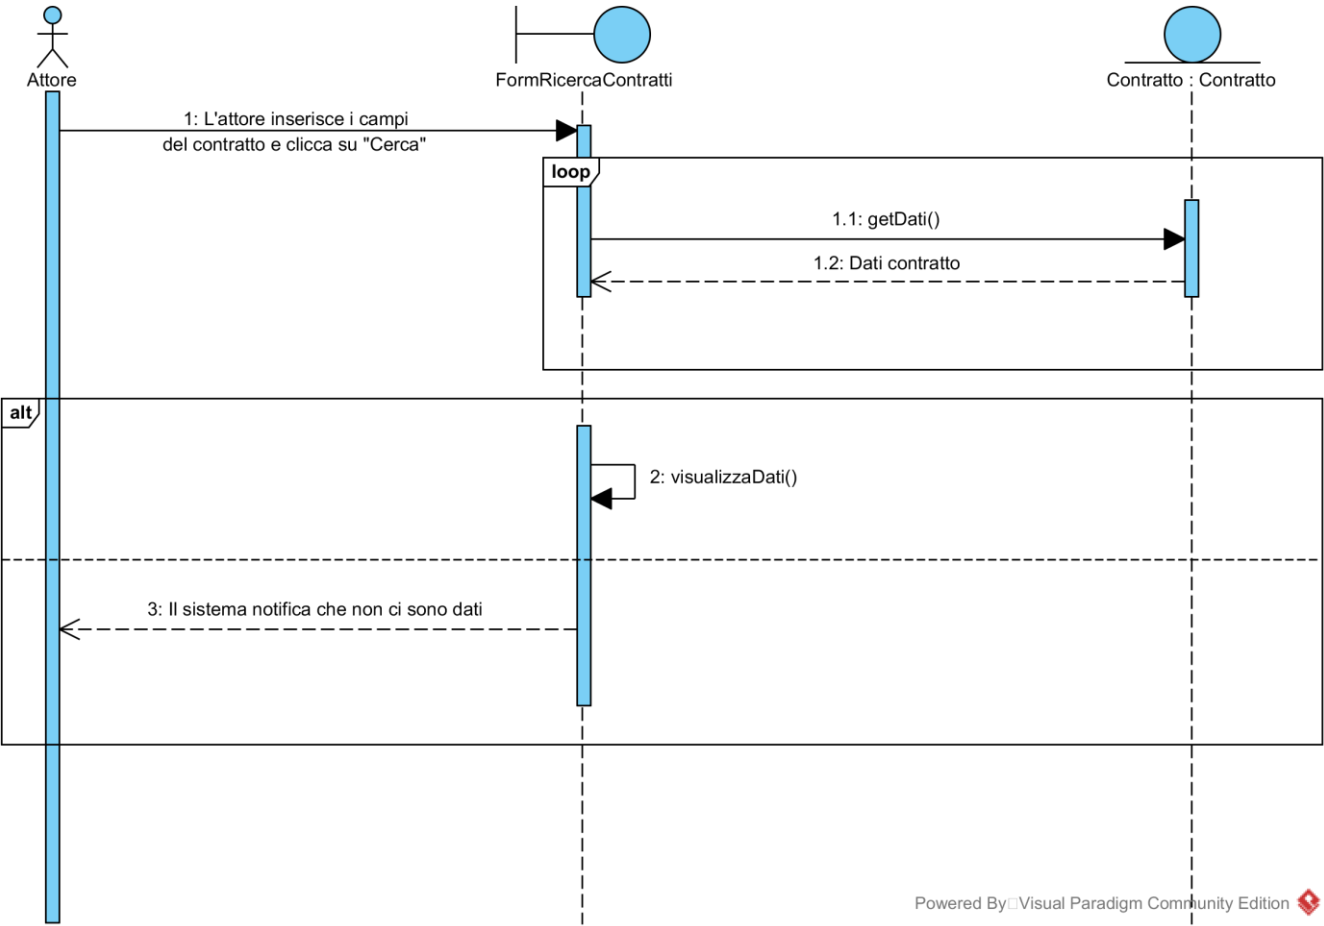 Attore
FormRicercaContratti
Contratto : Contratto
1: L'attore inserisce i campi
del contratto e clicca su "Cerca"
loop
1.1: getDati()
1.2: Dati contratto
alt
2: visualizzaDati()
3: Il sistema notifica che non ci sono dati
Powered By Visual Paradigm Community Edition